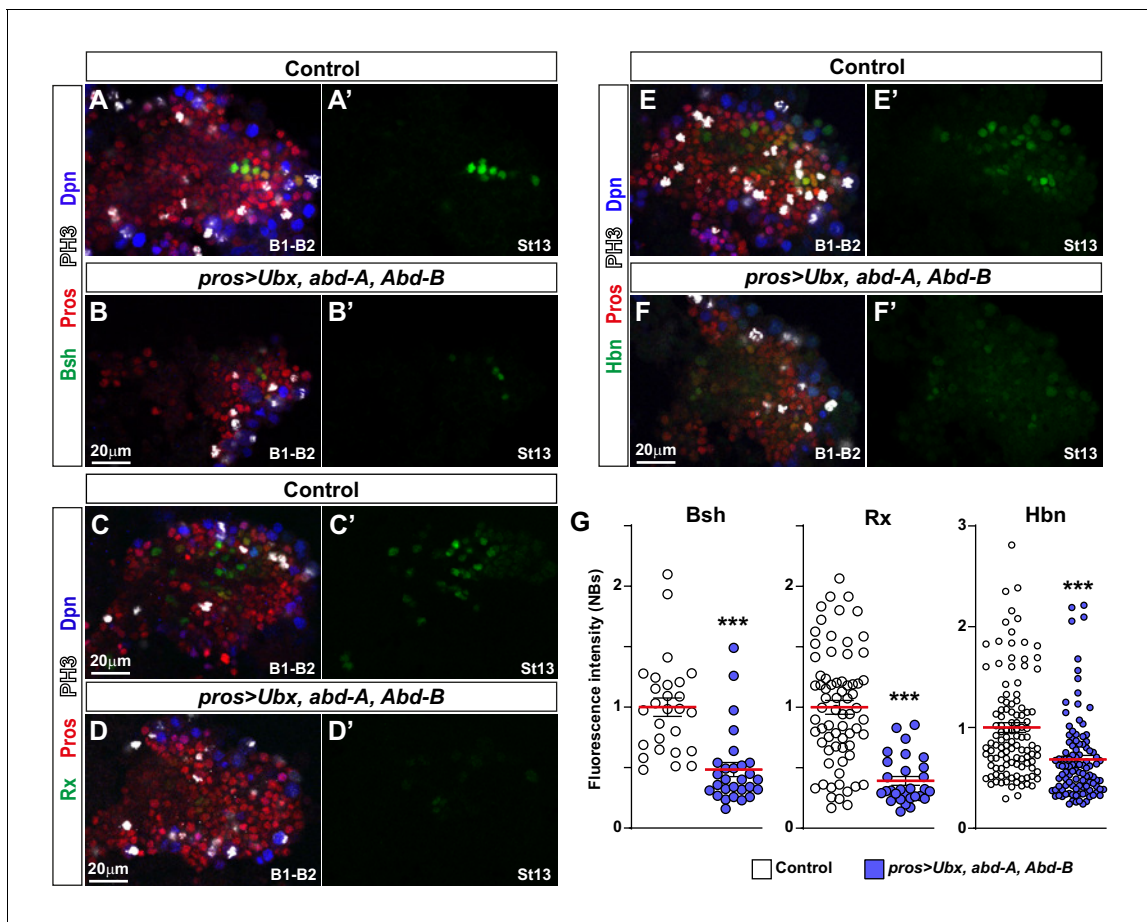 Control
A
A'
B1-B2
St13
pros>Ubx, abd-A, Abd-B
B
B'
20µm
B1-B2
St13
Bsh Pros PH3 Dpn
Control
C
C'
20µm
B1-B2
St13
pros>Ubx, abd-A, Abd-B
D
D'
20µm
B1-B2
St13
Rx Pros PH3 Dpn
Control
E
E'
B1-B2
St13
pros>Ubx, abd-A, Abd-B
F
F'
20µm
B1-B2
St13
Hbn Pros PH3 Dpn
G
Bsh
Rx
Hbn
Fluorescence intensity (NBs)
2
1
0
***
2
1
0
***
3
2
1
0
***
Control
pros>Ubx, abd-A, Abd-B